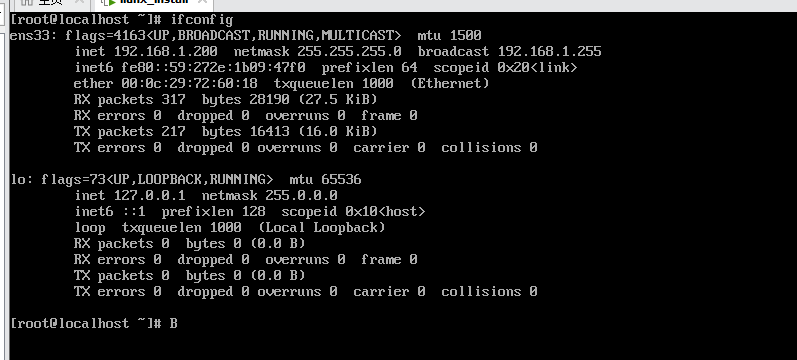 主页
[root@localhost ~]# ifconfig
ens33: flags=4163<UP,BROADCAST,RUNNING,MULTICAST>  mtu 1500
        inet 192.168.1.200  netmask 255.255.255.0  broadcast 192.168.1.255
        inet6 fe80::59:272e:1b09:47f0  prefixlen 64  scopeid 0x20<link>
        ether 00:0c:29:72:60:18  txqueuelen 1000  (Ethernet)
        RX packets 317  bytes 28190 (27.5 KiB)
        RX errors 0  dropped 0  overruns 0  frame 0
        TX packets 217  bytes 16413 (16.0 KiB)
        TX errors 0  dropped 0 overruns 0  carrier 0  collisions 0

lo: flags=73<UP,LOOPBACK,RUNNING>  mtu 65536
        inet 127.0.0.1  netmask 255.0.0.0
        inet6 ::1  prefixlen 128  scopeid 0x10<host>
        loop  txqueuelen 1000  (Local Loopback)
        RX packets 0  bytes 0 (0.0 B)
        RX errors 0  dropped 0  overruns 0  frame 0
        TX packets 0  bytes 0 (0.0 B)
        TX errors 0  dropped 0 overruns 0  carrier 0  collisions 0

[root@localhost ~]# B